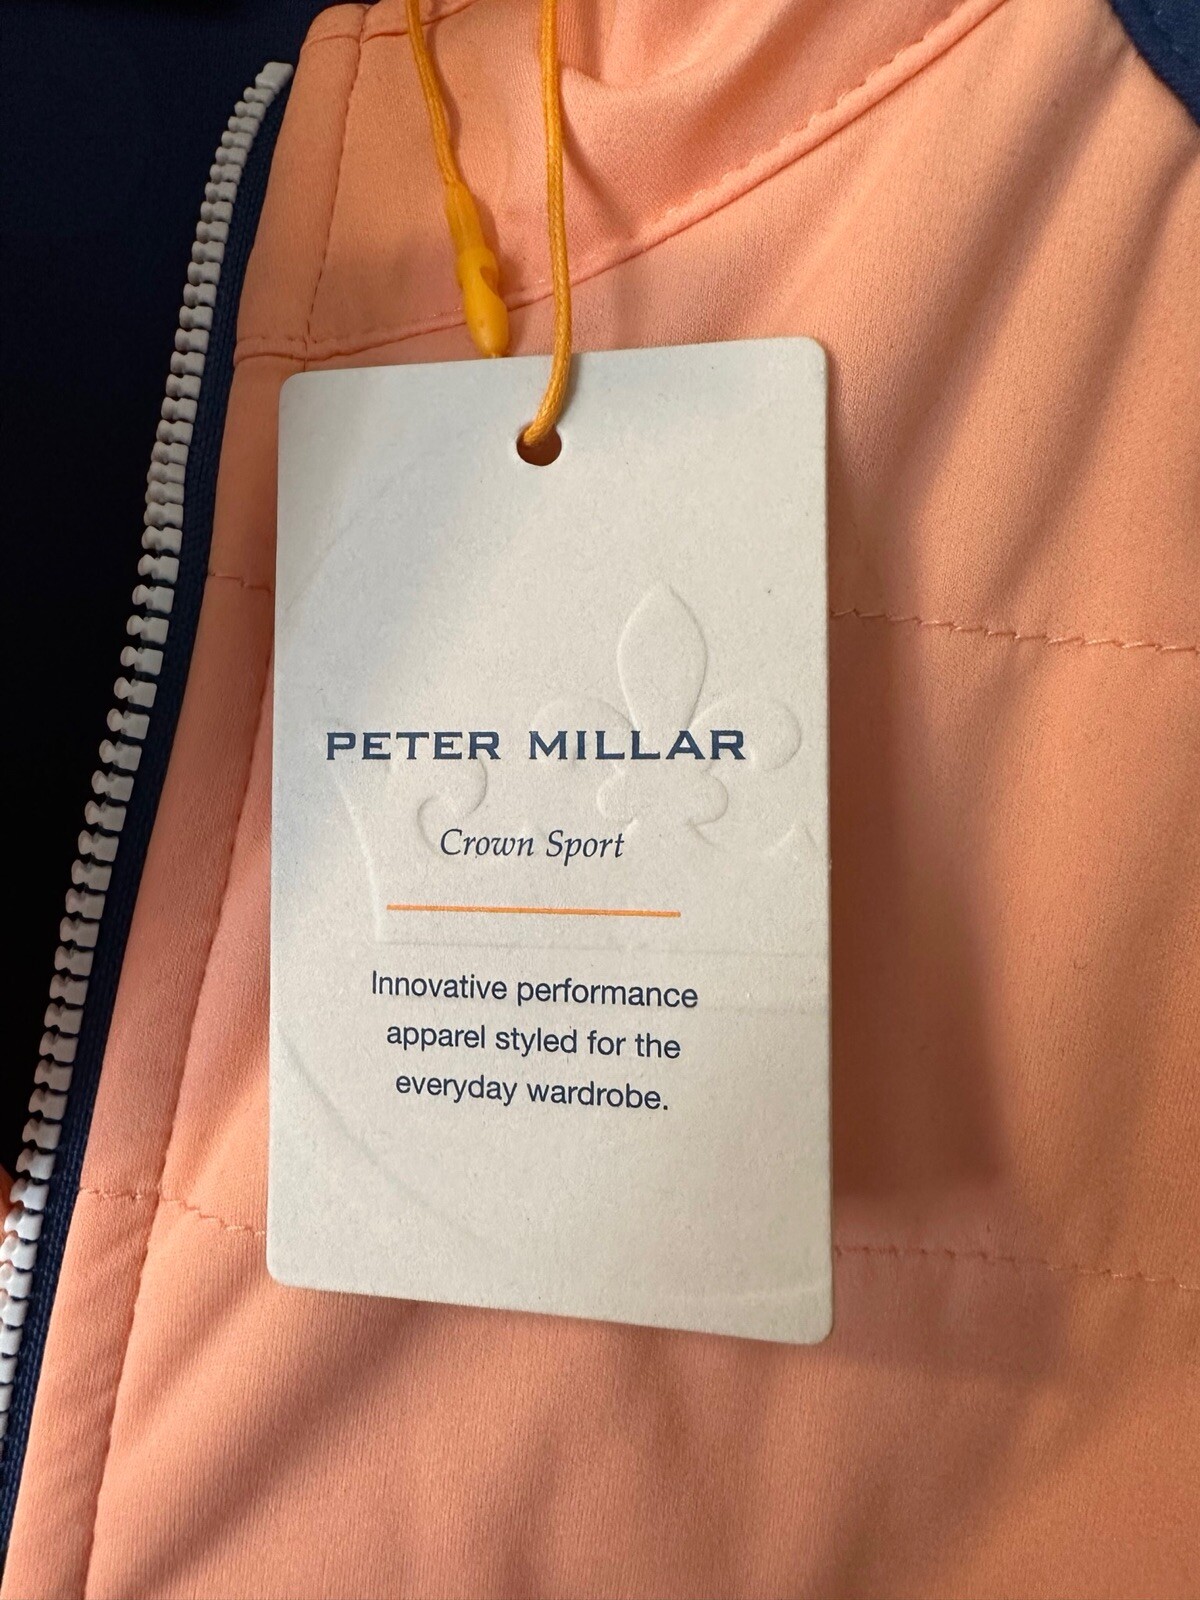 PETER MILLAR
Crown Sport
Innovative performance
apparel styled for the
everyday wardrobe.